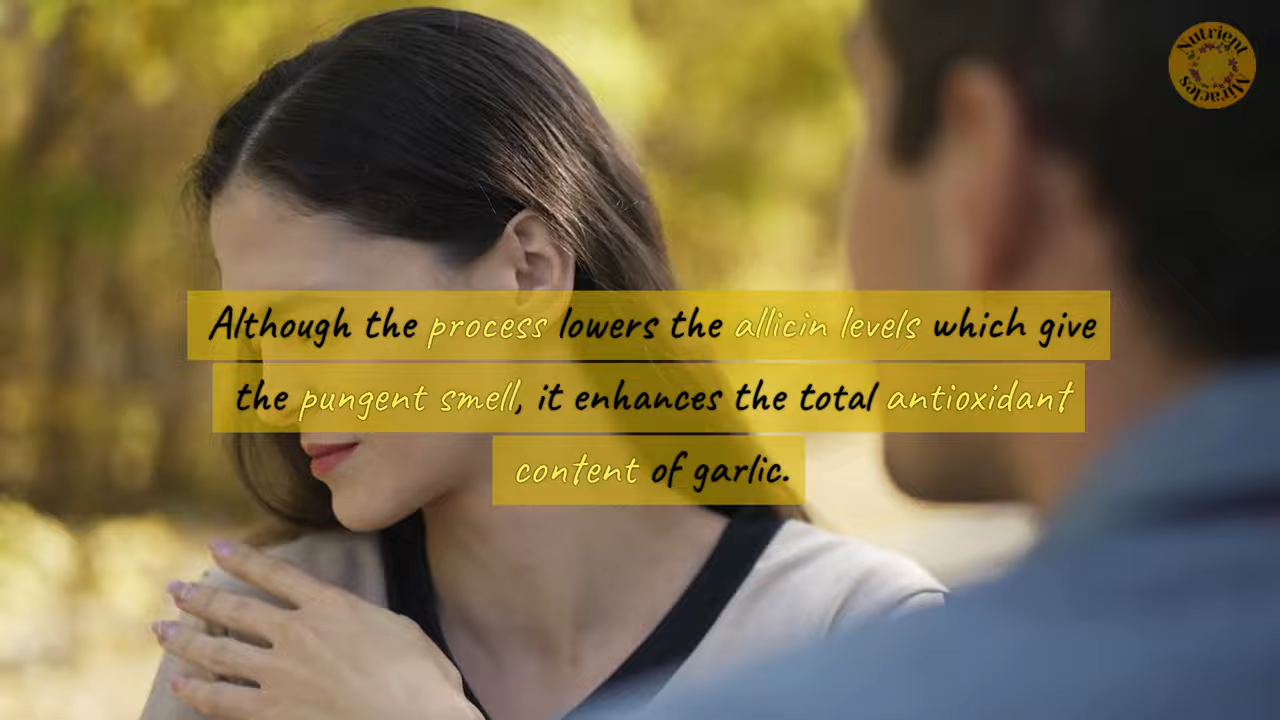 Nutrient
Miracles
Although the process lowers the allicin levels which give
the pungent smell, it enhances the total antioxidant
content of garlic.